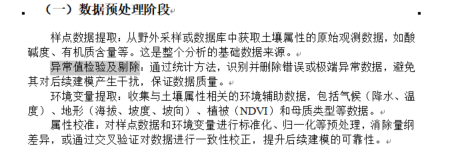 （一）数据预处理阶段
样点数据提取：从野外采样或数据库中获取土壤属性的原始观测数据，如酸
碱度、有机质含量等。这是整个分析的基础数据来源。
异常值检验及剔除：通过统计方法，识别并删除错误或极端异常数据，避免
其对后续建模产生干扰，保证数据质量。
环境变量提取：收集与土壤属性相关的环境辅助数据，包括气候（降水、温
度）、地形（海拔、坡度、坡向）、植被（NDVI）和母质类型等数据。
属性校准：对样点数据和环境变量进行标准化、归一化等预处理，消除量纲
差异，或通过交叉验证对数据进行一致性校正，提升后续建模的可靠性。